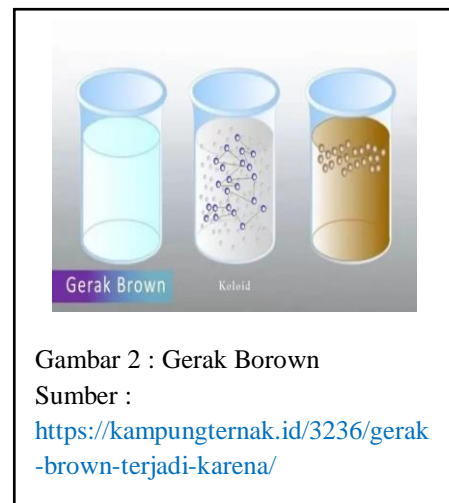 Gerak Brown
Koloid
Gambar 2 : Gerak Borown
Sumber :
https://kampungternak.id/3236/gerak
-brown-terjadi-karena/